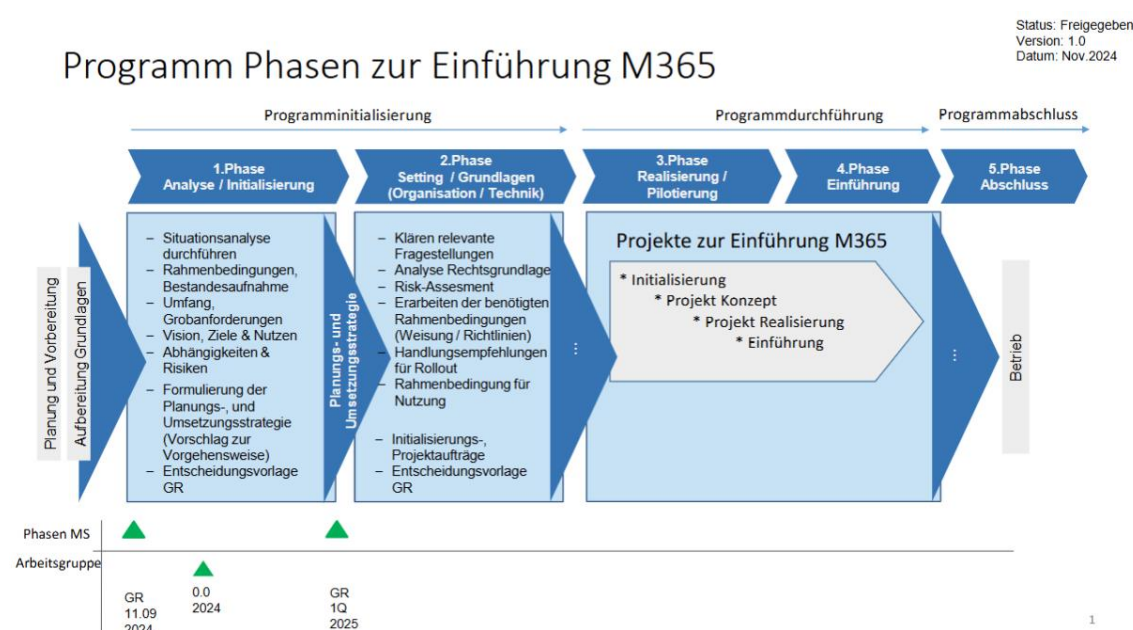 Status: Freigegeben
Version: 1.0
Datum: Nov.2024
Programm Phasen zur Einführung M365
Programminitialisierung
Programmdurchführung
Programmabschluss
1.Phase
Analyse / Initialisierung
2.Phase
Setting / Grundlagen
(Organisation / Technik)
3.Phase
Realisierung /
Pilotierung
4.Phase
Einführung
5.Phase
Abschluss
Planung und Vorbereitung
Aufbereitung Grundlagen
– Situationsanalyse
durchführen
– Rahmenbedingungen,
Bestandesaufnahme
– Umfang,
Grobanforderungen
– Vision, Ziele & Nutzen
– Abhängigkeiten &
Risiken
– Formulierung der
Planungs-, und
Umsetzungsstrategie
(Vorschlag zur
Vorgehensweise)
– Entscheidungsvorlage
GR
Planungs- und
Umsetzungsstrategie
– Klären relevante
Fragestellungen
– Analyse Rechtsgrundlage
– Risk-Assesment
– Erarbeiten der benötigten
Rahmenbedingungen
(Weisung / Richtlinien)
– Handlungsempfehlungen
für Rollout
– Rahmenbedingung für
Nutzung
– Initialisierungs-,
Projektaufträge
– Entscheidungsvorlage
GR
...
Projekte zur Einführung M365
* Initialisierung
* Projekt Konzept
* Projekt Realisierung
* Einführung
...
Betrieb
Phasen MS
Arbeitsgruppe
GR
11.09
2024
0.0
2024
GR
1Q
2025
1